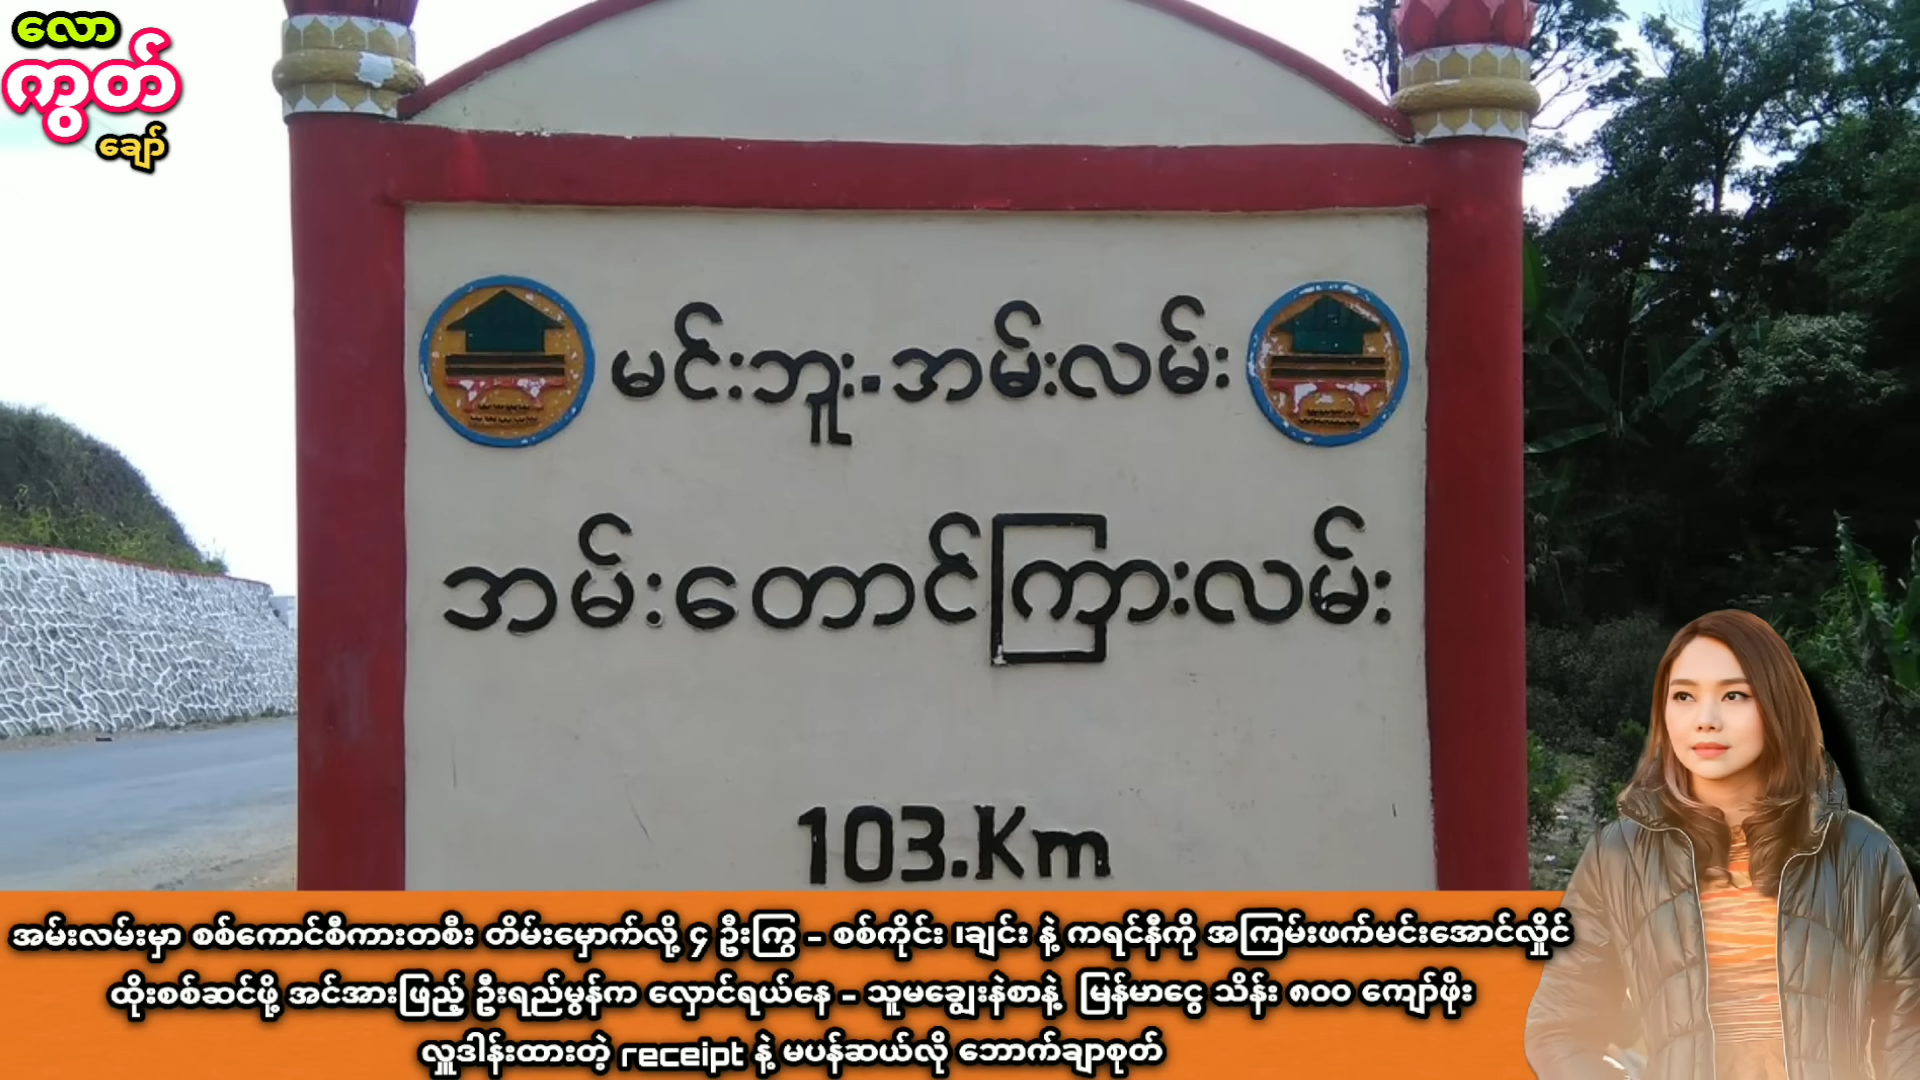 လော
ကွတ်
ချော်
မင်းဘူး-အမ်းလမ်း
အမ်းတောင်ကြားလမ်း
103.Km
အမ်းလမ်းမှာ စစ်ကောင်စီကားတစီး တိမ်းမှောက်လို့ ၄ ဦးကြွ - စစ်ကိုင်း ၊ချင်း နဲ့ ကရင်နီကို အကြမ်းဖက်မင်းအောင်လှိုင်
ထိုးစစ်ဆင်ဖို့ အင်အားဖြည့် ဦးရည်မွန်က လှောင်ရယ်နေ - သူမချွေးနဲစာနဲ့ မြန်မာငွေ သိန်း ၈၀၀ ကျော်ဖိုး
လှူဒါန်းထားတဲ့ receipt နဲ့ မပန်ဆယ်လို ဘောက်ချာစုတ်